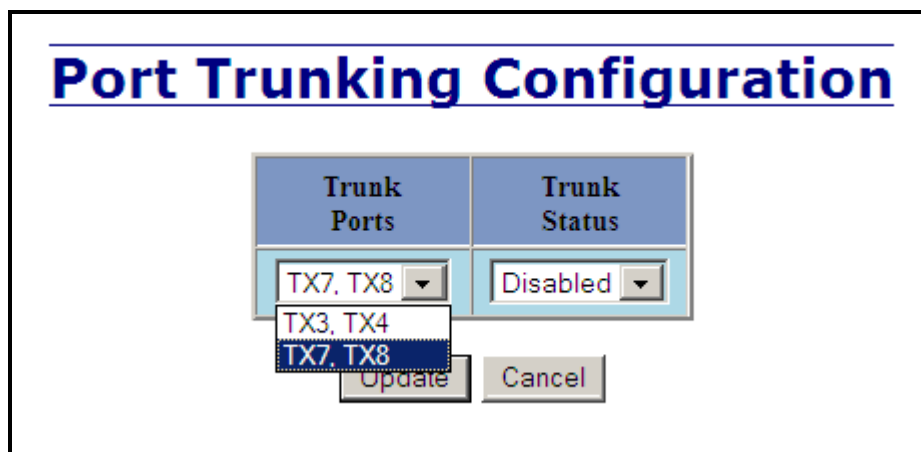 Port Trunking Configuration
Trunk Ports
Trunk Status
TX7, TX8
Disabled
TX3, TX4
TX7, TX8
Update
Cancel